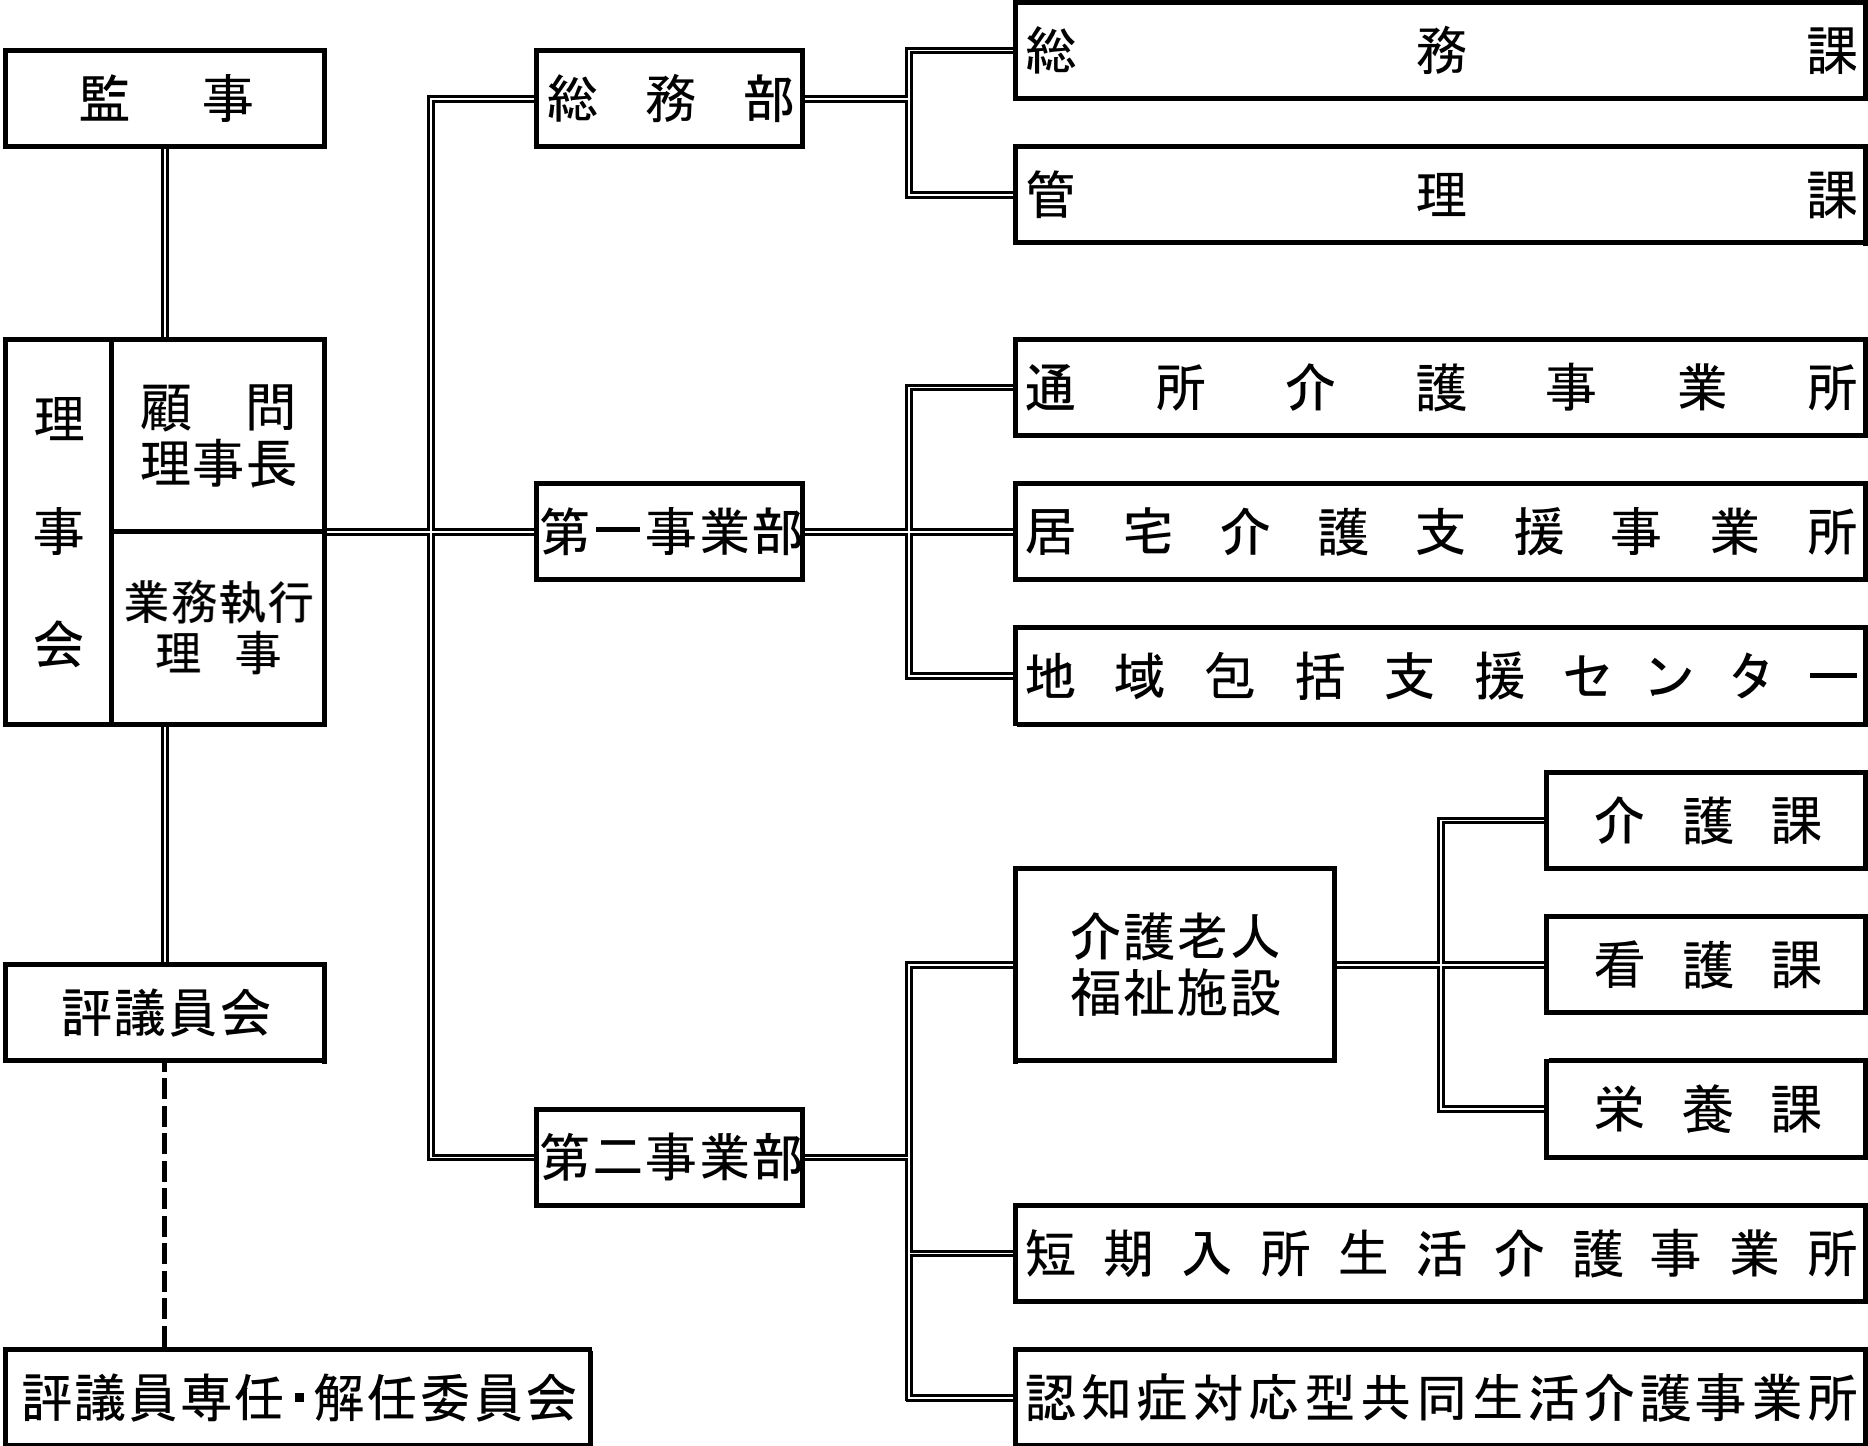 監事
理事会
顧問
理事長
業務執行
理事
評議員会
評議員専任・解任委員会
総務部
総務課
管理課
第一事業部
通所介護事業所
居宅介護支援事業所
地域包括支援センター
第二事業部
介護老人
福祉施設
介護課
看護課
栄養課
短期入所生活介護事業所
認知症対応型共同生活介護事業所